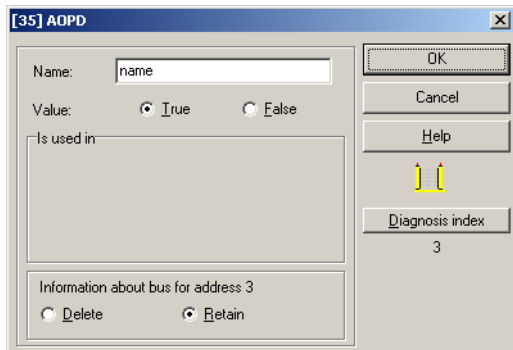 [35] AOPD
Name: name
Value: True False
Is used in
Information about bus for address 3
Delete Retain
OK
Cancel
Help
Diagnosis index
3